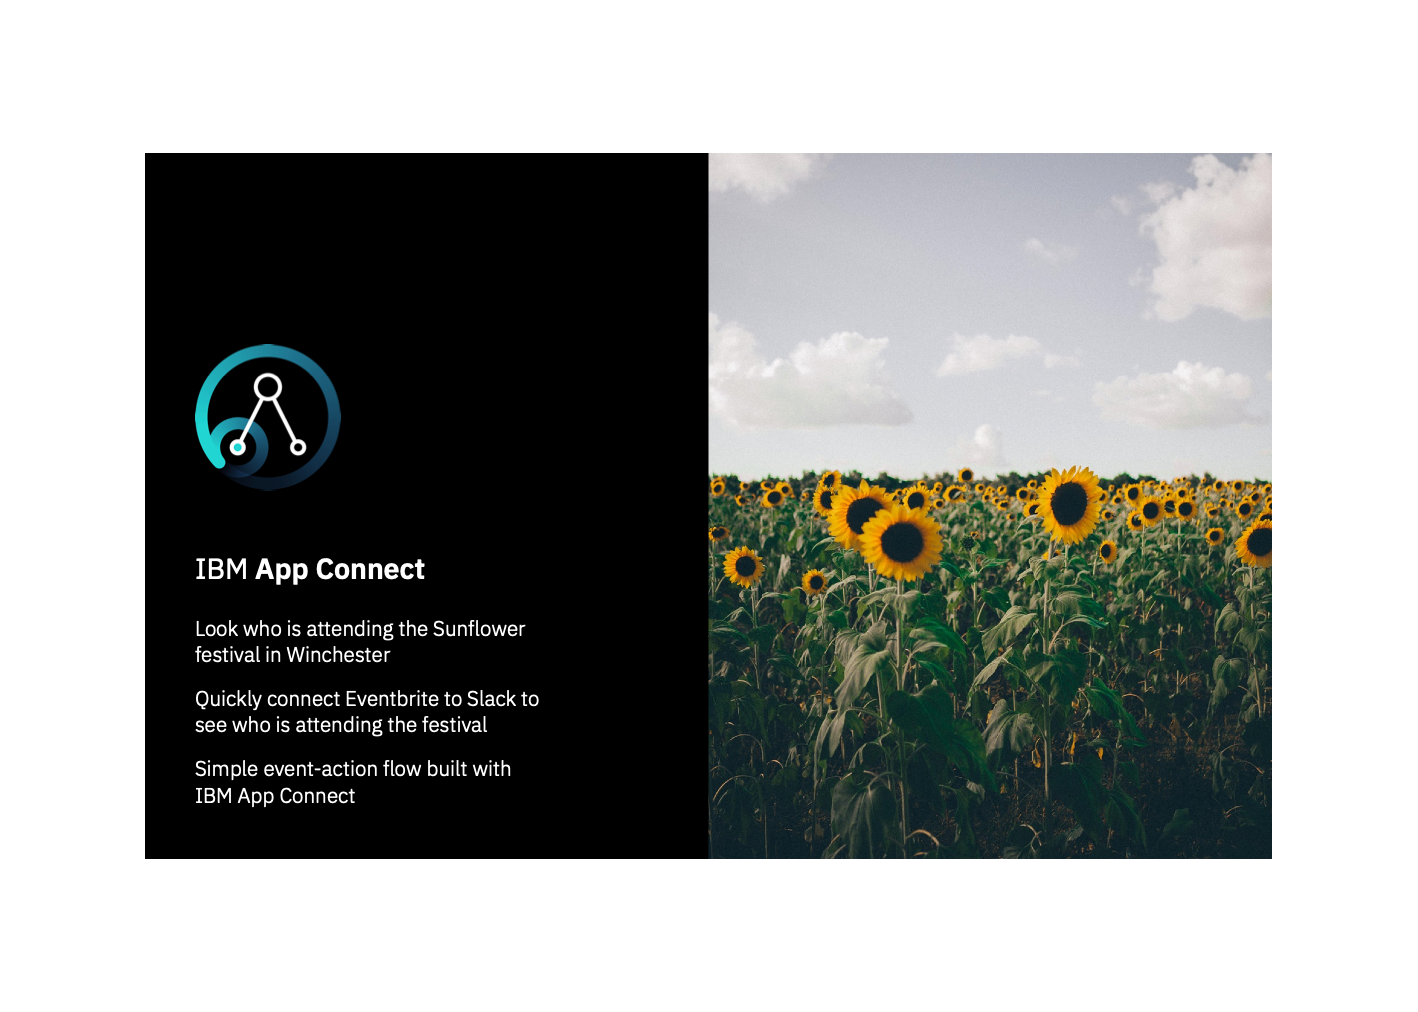 IBM App Connect
Look who is attending the Sunflower
festival in Winchester
Quickly connect Eventbrite to Slack to
see who is attending the festival
Simple event-action flow built with
IBM App Connect